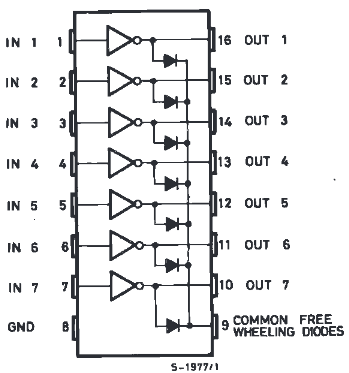 IN 1 1 16 OUT 1
IN 2 2 15 OUT 2
IN 3 3 14 OUT 3
IN 4 4 13 OUT 4
IN 5 5 12 OUT 5
IN 6 6 11 OUT 6
IN 7 7 10 OUT 7
GND 8 9 COMMON FREE
WHEELING DIODES
S-1977/1